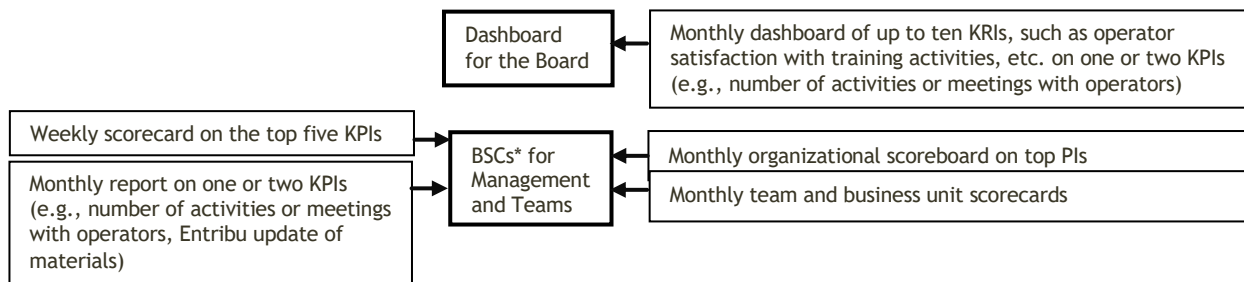 Dashboard
for the Board
Monthly dashboard of up to ten KRIs, such as operator
satisfaction with training activities, etc. on one or two KPIs
(e.g., number of activities or meetings with operators)
Weekly scorecard on the top five KPIs
Monthly report on one or two KPIs
(e.g., number of activities or meetings
with operators, Entribu update of
materials)
BSCs* for
Management
and Teams
Monthly organizational scoreboard on top PIs
Monthly team and business unit scorecards